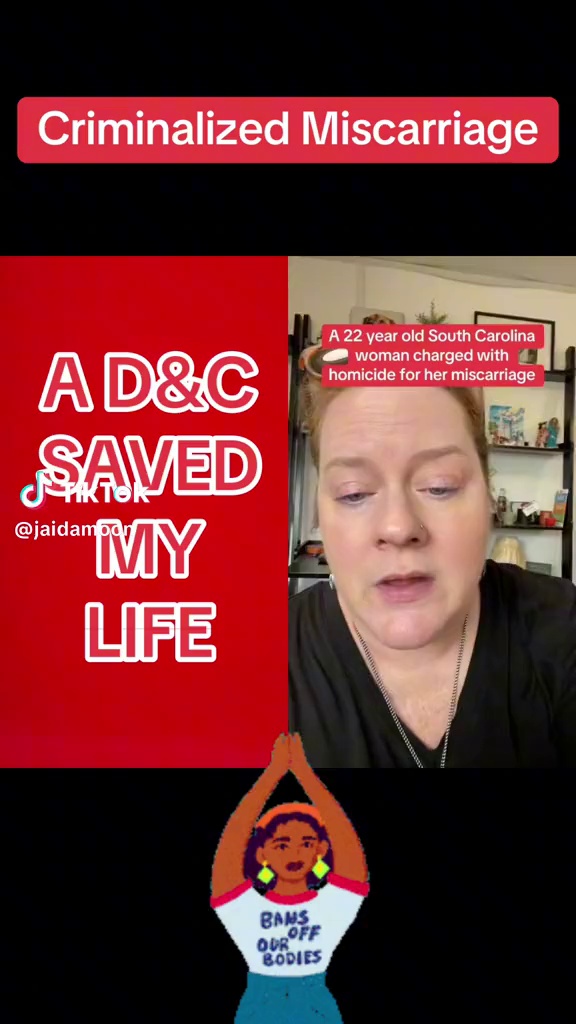 Criminalized Miscarriage
A D&C
SAVED
MY
LIFE
TikTok
@jaidamoon
A 22 year old South Carolina
woman charged with
homicide for her miscarriage
BANS
OFF
OUR
BODIES